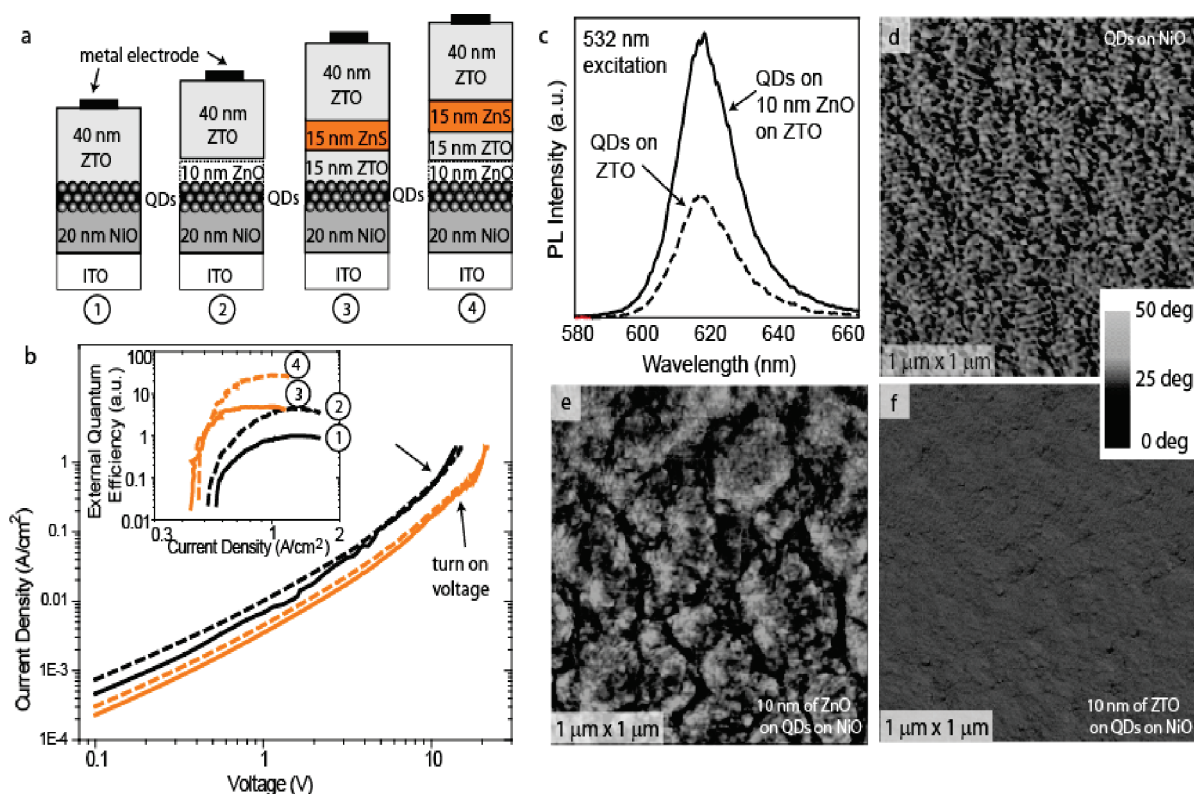 a
metal electrode
40 nm
ZTO
QDs
20 nm NiO
ITO
1
40 nm
ZTO
10 nm ZnO
QDs
20 nm NiO
ITO
2
40 nm
ZTO
15 nm ZnS
15 nm ZTO
QDs
20 nm NiO
ITO
3
40 nm
ZTO
15 nm ZnS
15 nm ZTO
10 nm ZnO
20 nm NiO
ITO
4
b
Current Density (A/cm²)
1
0.1
0.01
1E-3
1E-4
0.1
1
10
Voltage (V)
turn on
voltage
External Quantum
Efficiency (a.u.)
100
10
1
0.1
0.01
0.3
1
2
Current Density (A/cm²)
4
3
2
1
c
532 nm
excitation
QDs on
10 nm ZnO
on ZTO
QDs on
ZTO
PL Intensity (a.u.)
580
600
620
640
660
Wavelength (nm)
d
QDs on NiO
1 µm x 1 µm
50 deg
25 deg
0 deg
e
1 µm x 1 µm
10 nm of ZnO
on QDs on NiO
f
1 µm x 1 µm
10 nm of ZTO
on QDs on NiO